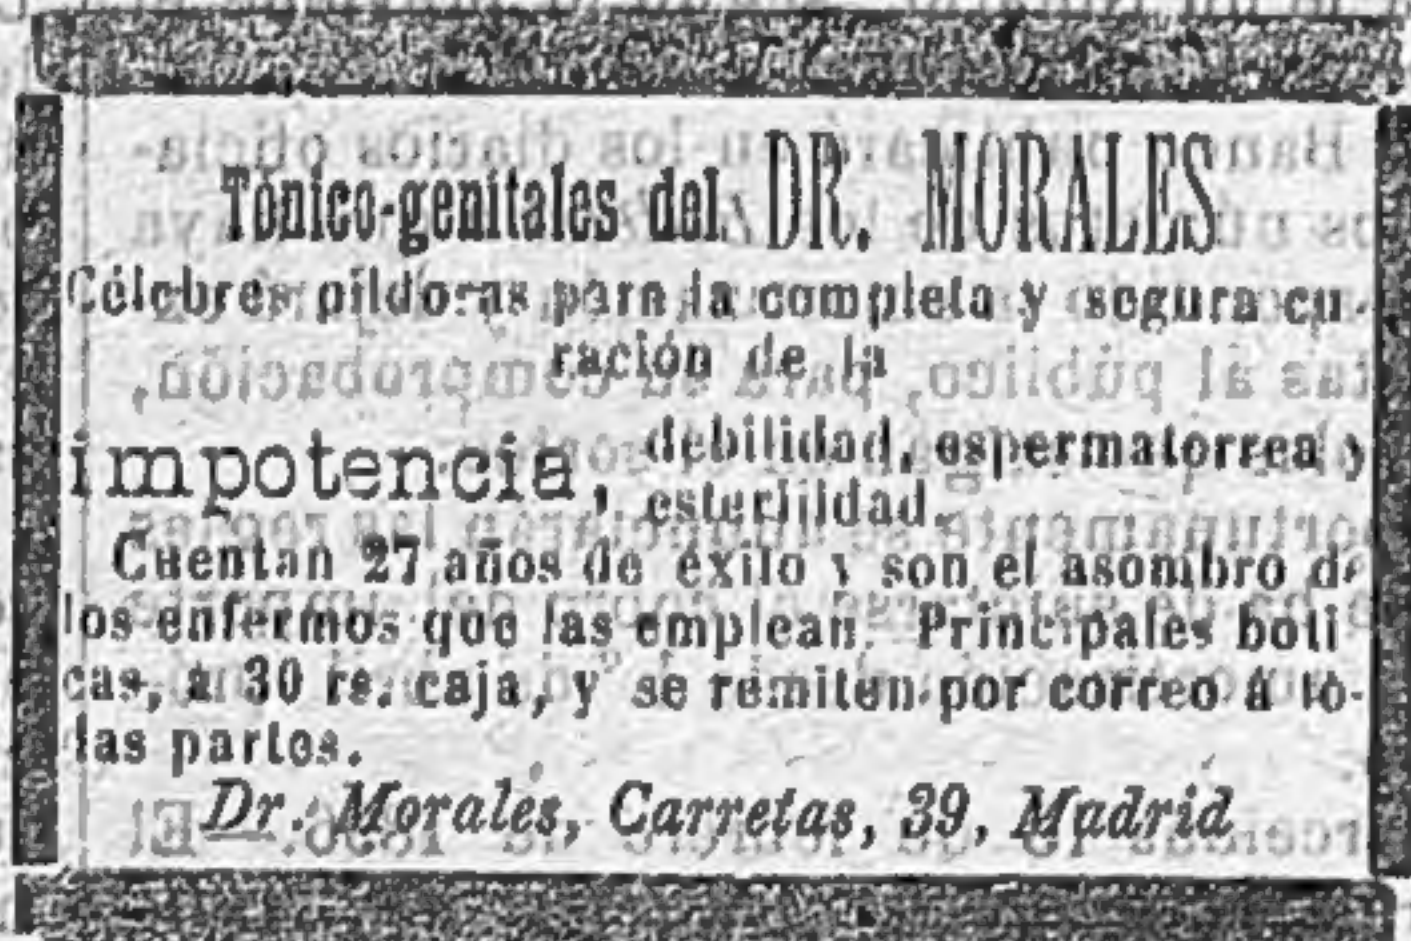 Tónico-genitales del DR. MORALES
Célebres píldoras para la completa y segura cu-
ración de la
impotencia, debilidad, espermatorrea y
esterilidad.
Cuentan 27 años de éxito y son el asombro de
los enfermos que las emplean. Principales boti
cas, á 30 rs. caja, y se remiten por correo á to-
das partes.
Dr. Morales, Carretas, 39, Madrid